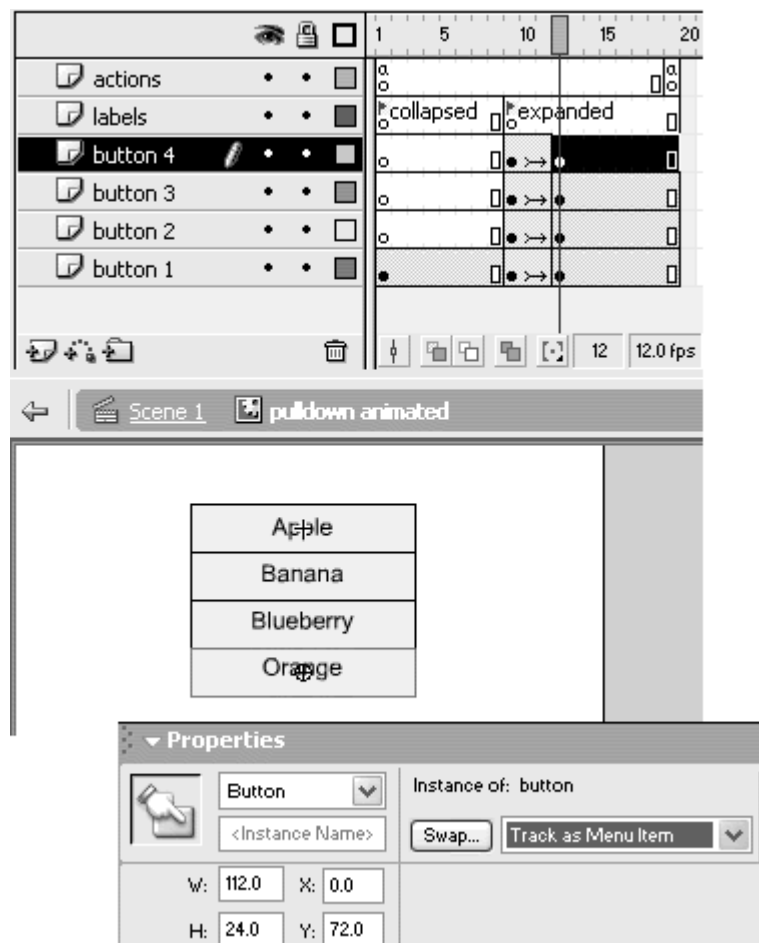 1 5 10 15 20
a a
actions
labels collapsed expanded
button 4
button 3
button 2
button 1
12 12.0 fps
Scene 1 pulldown animated
Apple
Banana
Blueberry
Orange
Properties
Button Instance of: button
<Instance Name> Swap... Track as Menu Item
W: 112.0 X: 0.0
H: 24.0 Y: 72.0